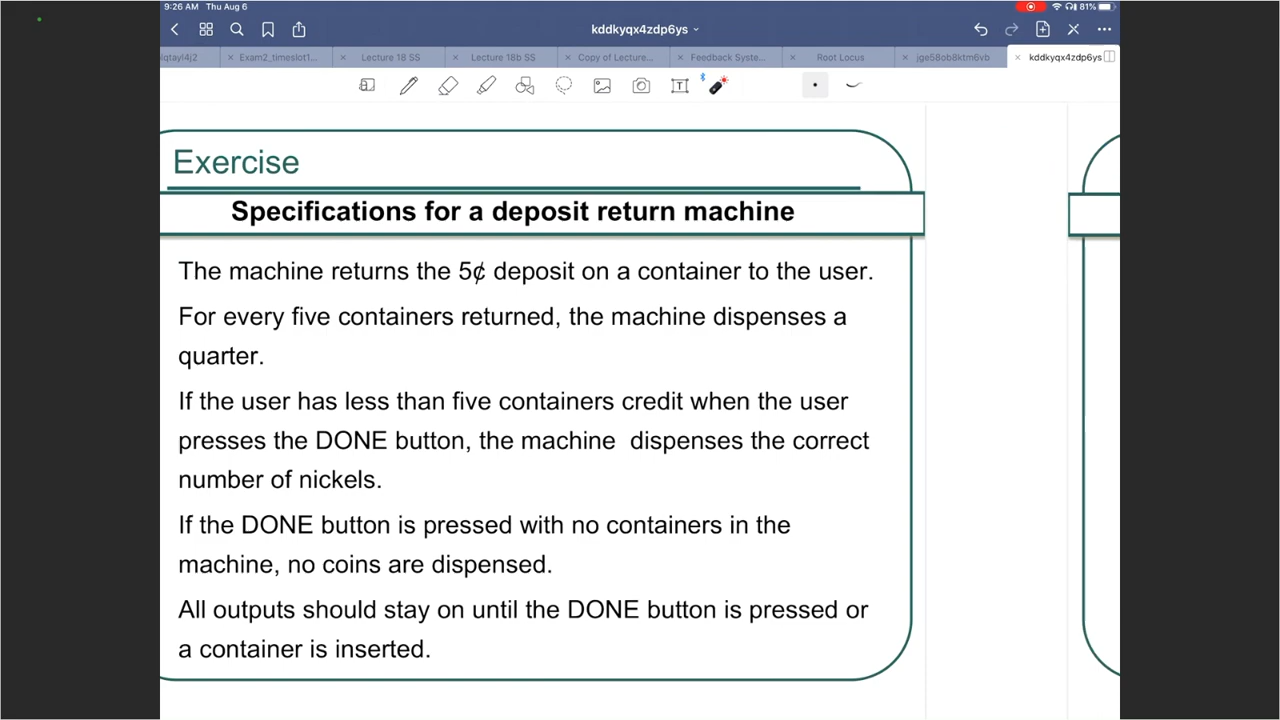 9:26 AM Thu Aug 6
81%
kddkyqx4zdp6ys
Exam2_timeslot1...
Lecture 18 SS
Lecture 18b SS
Copy of Lecture...
Feedback Syste...
Root Locus
jge58ob8ktm6vb
kddkyqx4zdp6ys
T
Exercise
Specifications for a deposit return machine
The machine returns the 5¢ deposit on a container to the user.
For every five containers returned, the machine dispenses a
quarter.
If the user has less than five containers credit when the user
presses the DONE button, the machine dispenses the correct
number of nickels.
If the DONE button is pressed with no containers in the
machine, no coins are dispensed.
All outputs should stay on until the DONE button is pressed or
a container is inserted.